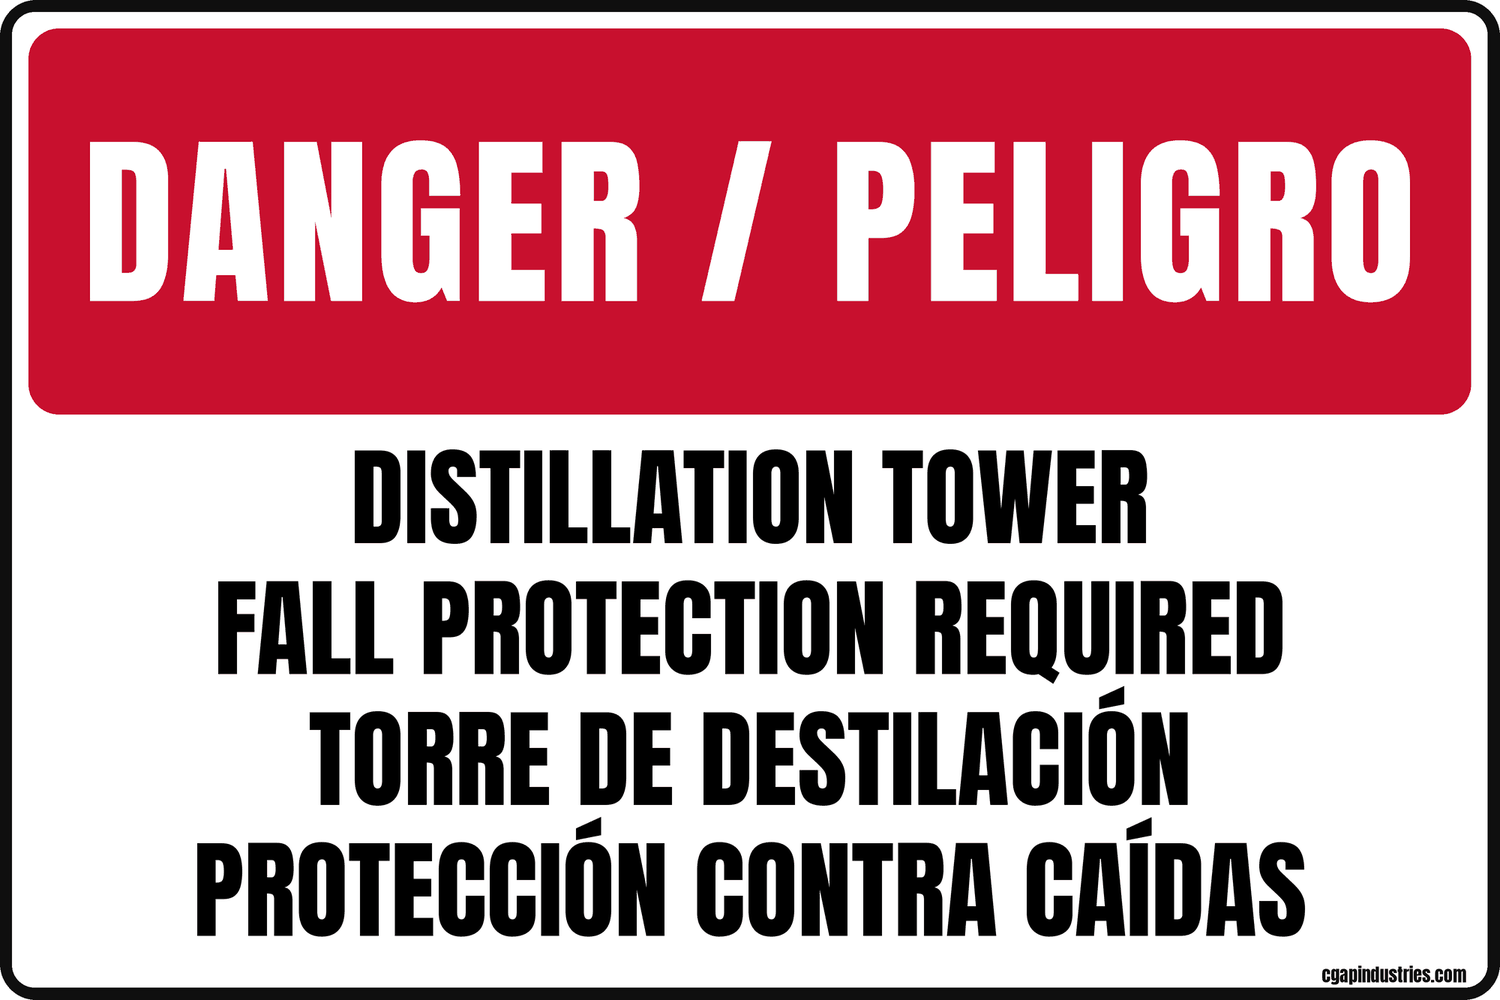 DANGER / PELIGRO
DISTILLATION TOWER
FALL PROTECTION REQUIRED
TORRE DE DESTILACIÓN
PROTECCIÓN CONTRA CAÍDAS
cgapindustries.com